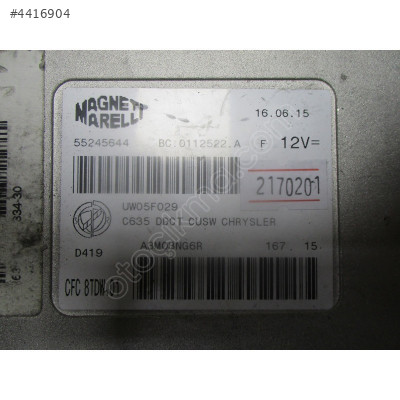 #4416904
MAGNETI
MARELLI
16.06.15
55245644 BC.0112522.A F 12V=
2170201
UW05F029
C635 DDCT CUSW CHRYSLER
D419 A3M03NG6R 167. 15
CFC 8TDW
334-30